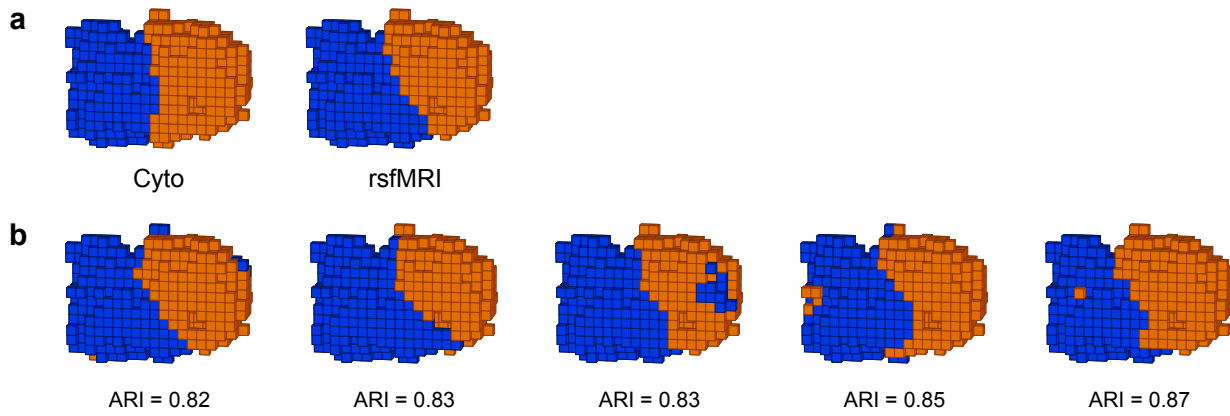 a
Cyto rsfMRI
b
ARI = 0.82 ARI = 0.83 ARI = 0.83 ARI = 0.85 ARI = 0.87